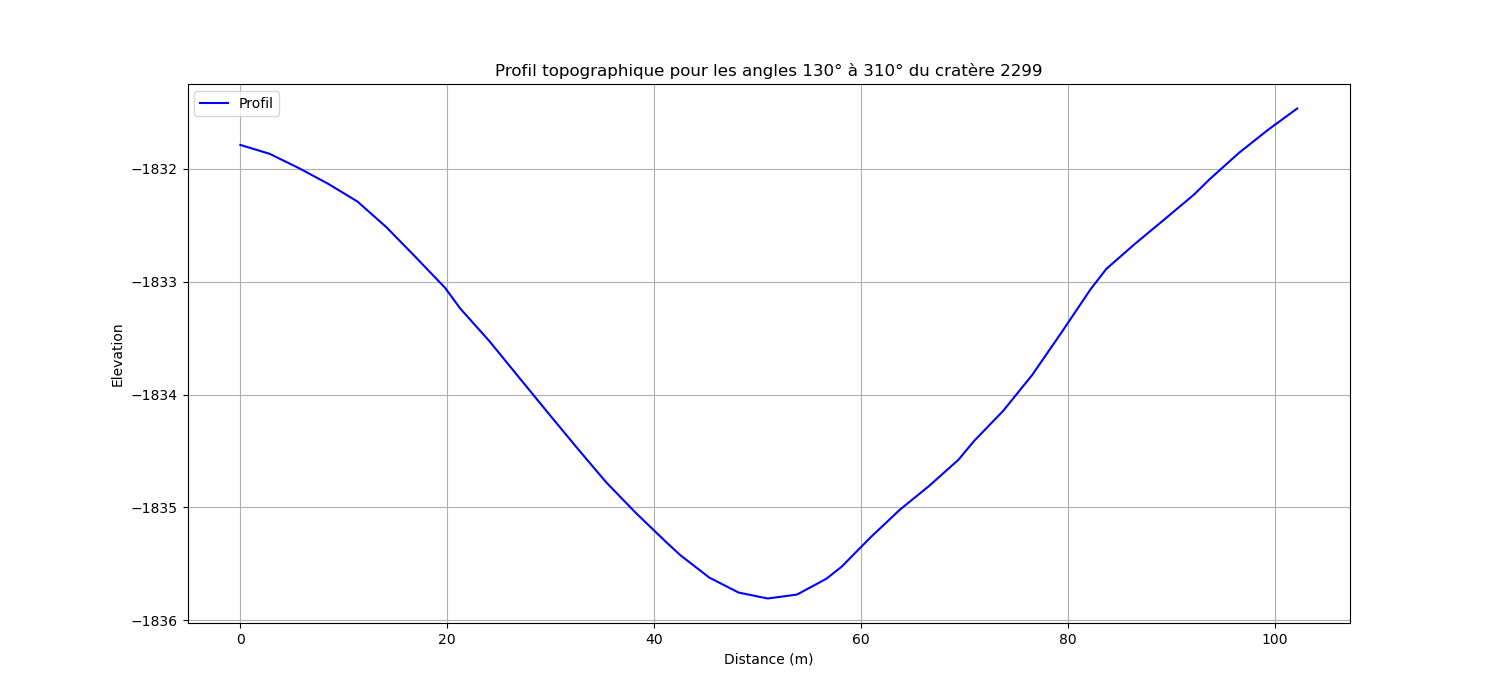 Profil topographique pour les angles 130° à 310° du cratère 2299
Profil
−1832
−1833
−1834
−1835
−1836
Elevation
0 20 40 60 80 100
Distance (m)